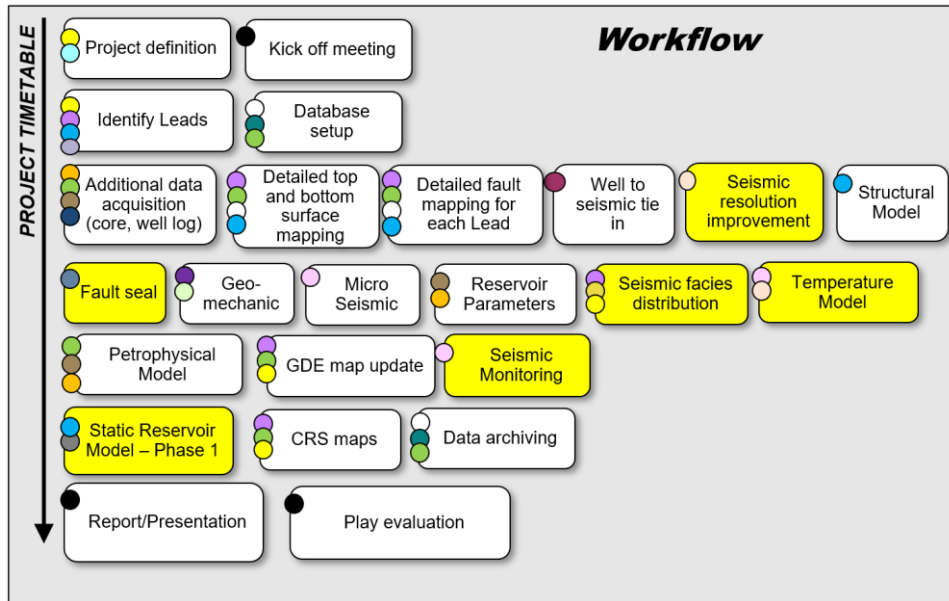 Workflow
PROJECT TIMETABLE
Project definition
Kick off meeting
Identify Leads
Database
setup
Additional data
acquisition
(core, well log)
Detailed top
and bottom
surface
mapping
Detailed fault
mapping for
each Lead
Well to
seismic tie
in
Seismic
resolution
improvement
Structural
Model
Fault seal
Geo-
mechanic
Micro
Seismic
Reservoir
Parameters
Seismic facies
distribution
Temperature
Model
Petrophysical
Model
GDE map update
Seismic
Monitoring
Static Reservoir
Model – Phase 1
CRS maps
Data archiving
Report/Presentation
Play evaluation